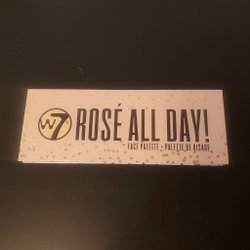 W7 ROSÉ ALL DAY!
FACE PALETTE • PALETTE DE VISAGE